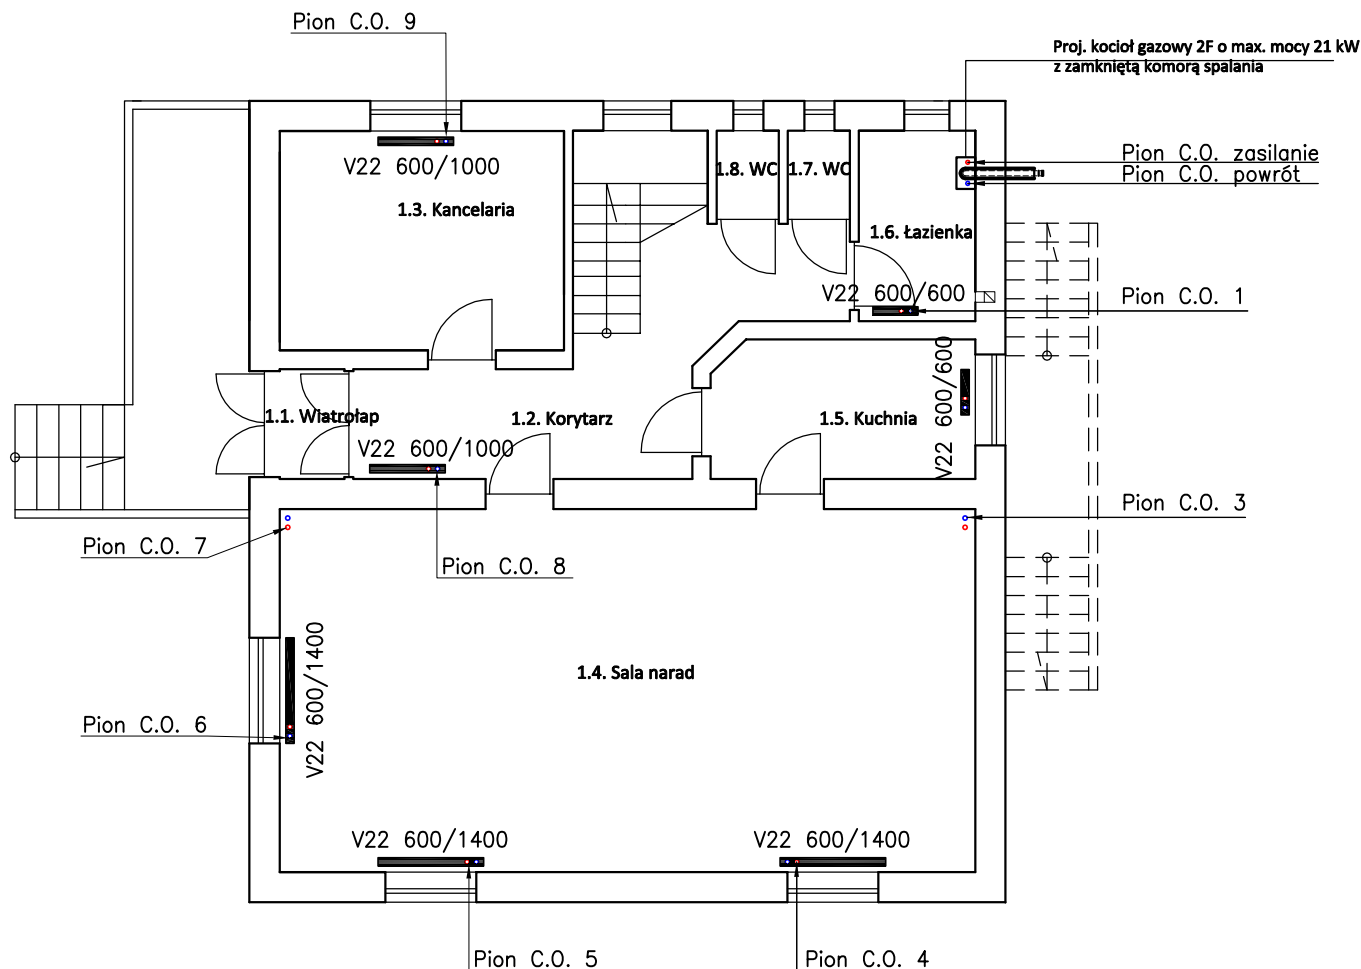 Pion C.O. 9
Proj. kocioł gazowy 2F o max. mocy 21 kW
z zamkniętą komorą spalania
Pion C.O. zasilanie
Pion C.O. powrót
V22 600/1000
1.3. Kancelaria
1.8. WC
1.7. WC
1.6. Łazienka
V22 600/600
Pion C.O. 1
V22 600/600
1.1. Wiatrołap
1.2. Korytarz
1.5. Kuchnia
V22 600/1000
Pion C.O. 3
Pion C.O. 7
Pion C.O. 8
V22 600/1400
1.4. Sala narad
Pion C.O. 6
V22 600/1400
V22 600/1400
Pion C.O. 5
Pion C.O. 4